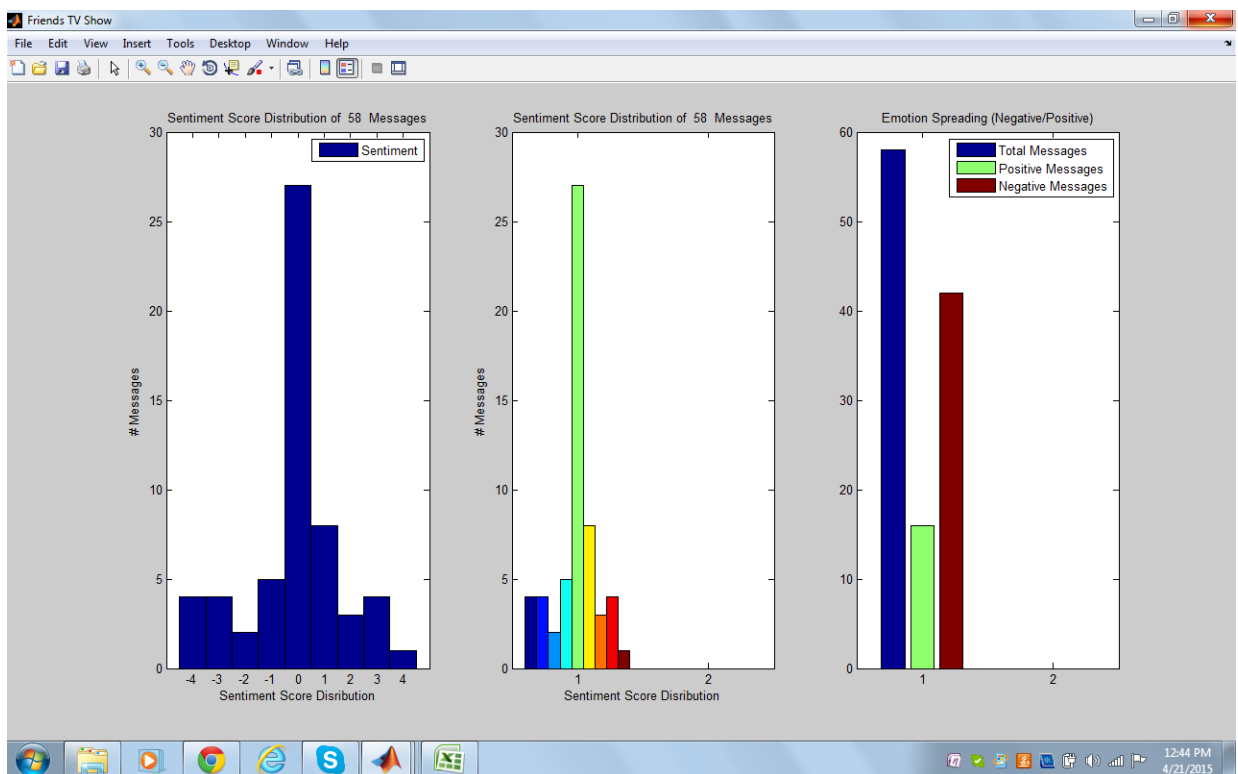 Friends TV Show
File Edit View Insert Tools Desktop Window Help
Sentiment Score Distribution of 58 Messages
Sentiment
30
25
20
15
10
5
0
# Messages
-4 -3 -2 -1 0 1 2 3 4
Sentiment Score Disribution
Sentiment Score Distribution of 58 Messages
30
25
20
15
10
5
0
# Messages
1 2
Sentiment Score Disribution
Emotion Spreading (Negative/Positive)
Total Messages
Positive Messages
Negative Messages
60
50
40
30
20
10
0
1 2
12:44 PM
4/21/2015